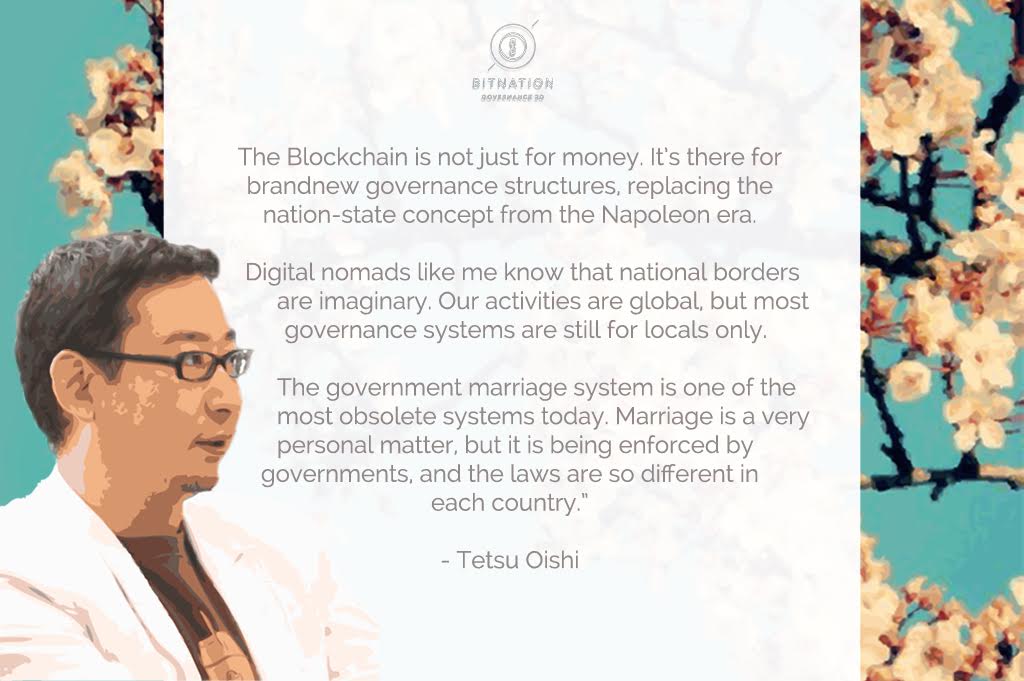 BITNATION
GOVERNANCE 2.0
The Blockchain is not just for money. It’s there for
brandnew governance structures, replacing the
nation-state concept from the Napoleon era.
Digital nomads like me know that national borders
are imaginary. Our activities are global, but most
governance systems are still for locals only.
The government marriage system is one of the
most obsolete systems today. Marriage is a very
personal matter, but it is being enforced by
governments, and the laws are so different in
each country.”
- Tetsu Oishi